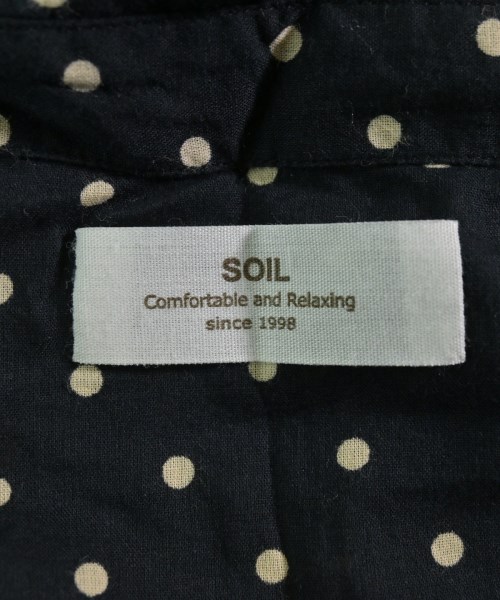 SOIL
Comfortable and Relaxing
since 1998